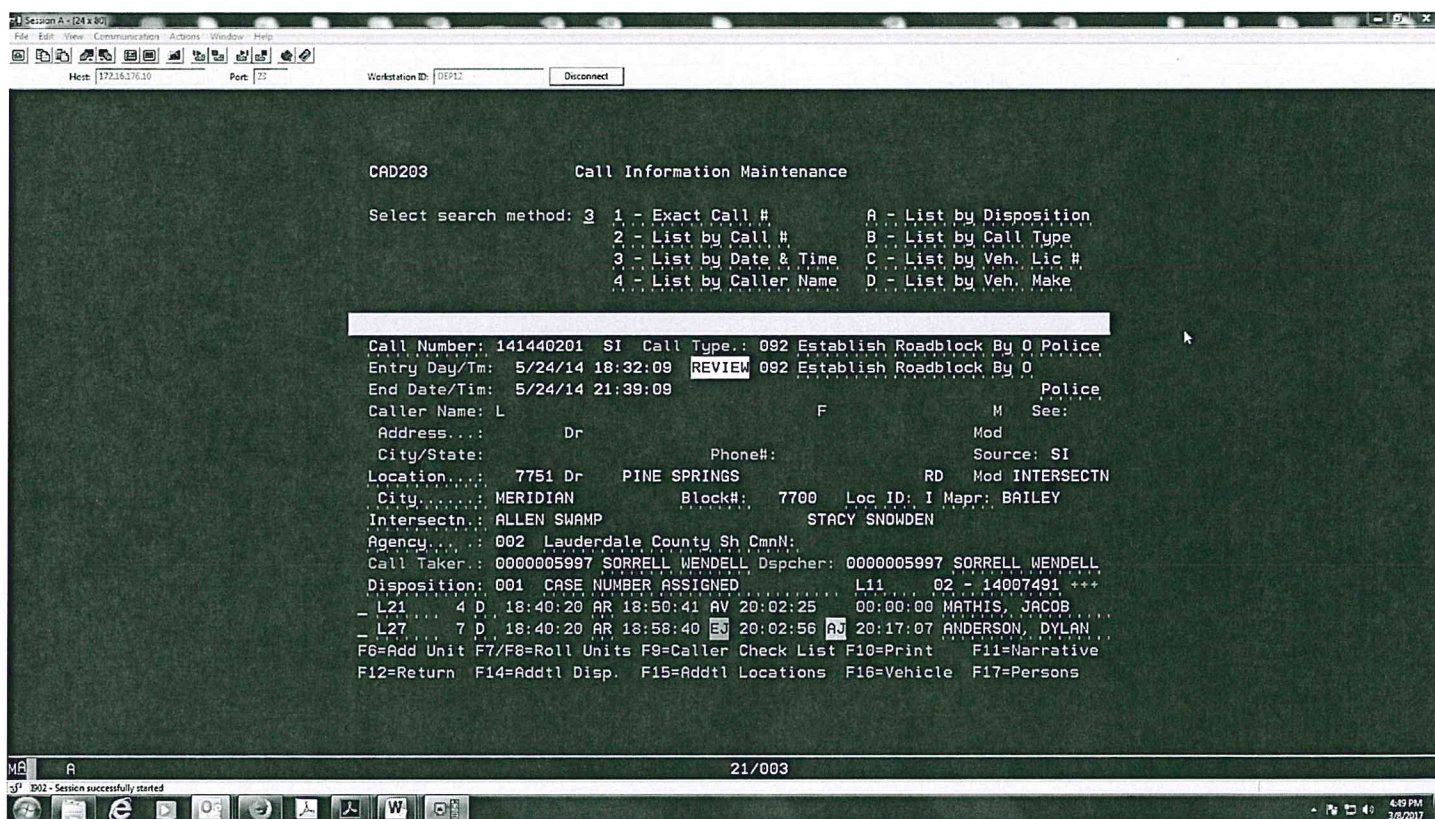 Session A - [24 x 80]
File Edit View Communication Actions Window Help
Host: 172.16.176.10 Port: 23 Workstation ID: DEP12 Disconnect
CAD203 Call Information Maintenance
Select search method: 3 1 - Exact Call # A - List by Disposition
2 - List by Call # B - List by Call Type
3 - List by Date & Time C - List by Veh. Lic #
4 - List by Caller Name D - List by Veh. Make
Call Number: 141440201 SI Call Type.: 092 Establish Roadblock By O Police
Entry Day/Tm: 5/24/14 18:32:09 REVIEW 092 Establish Roadblock By O
End Date/Tim: 5/24/14 21:39:09 Police
Caller Name: L F M See:
Address...: Dr Mod
City/State: Phone#: Source: SI
Location...: 7751 Dr PINE SPRINGS RD Mod INTERSECTN
City.......: MERIDIAN Block#: 7700 Loc ID: I Mapr: BAILEY
Intersectn.: ALLEN SWAMP STACY SNOWDEN
Agency... .: 002 Lauderdale County Sh CmnN:
Call Taker.: 0000005997 SORRELL WENDELL Dspcher: 0000005997 SORRELL WENDELL
Disposition: 001 CASE NUMBER ASSIGNED L11 02 - 14007491 +++
_ L21 4 D 18:40:20 AR 18:50:41 AV 20:02:25 00:00:00 MATHIS, JACOB
_ L27 7 D 18:40:20 AR 18:58:40 EJ 20:02:56 AJ 20:17:07 ANDERSON, DYLAN
F6=Add Unit F7/F8=Roll Units F9=Caller Check List F10=Print F11=Narrative
F12=Return F14=Addtl Disp. F15=Addtl Locations F16=Vehicle F17=Persons
MA A 21/003
I902 - Session successfully started
4:49 PM
3/8/2017